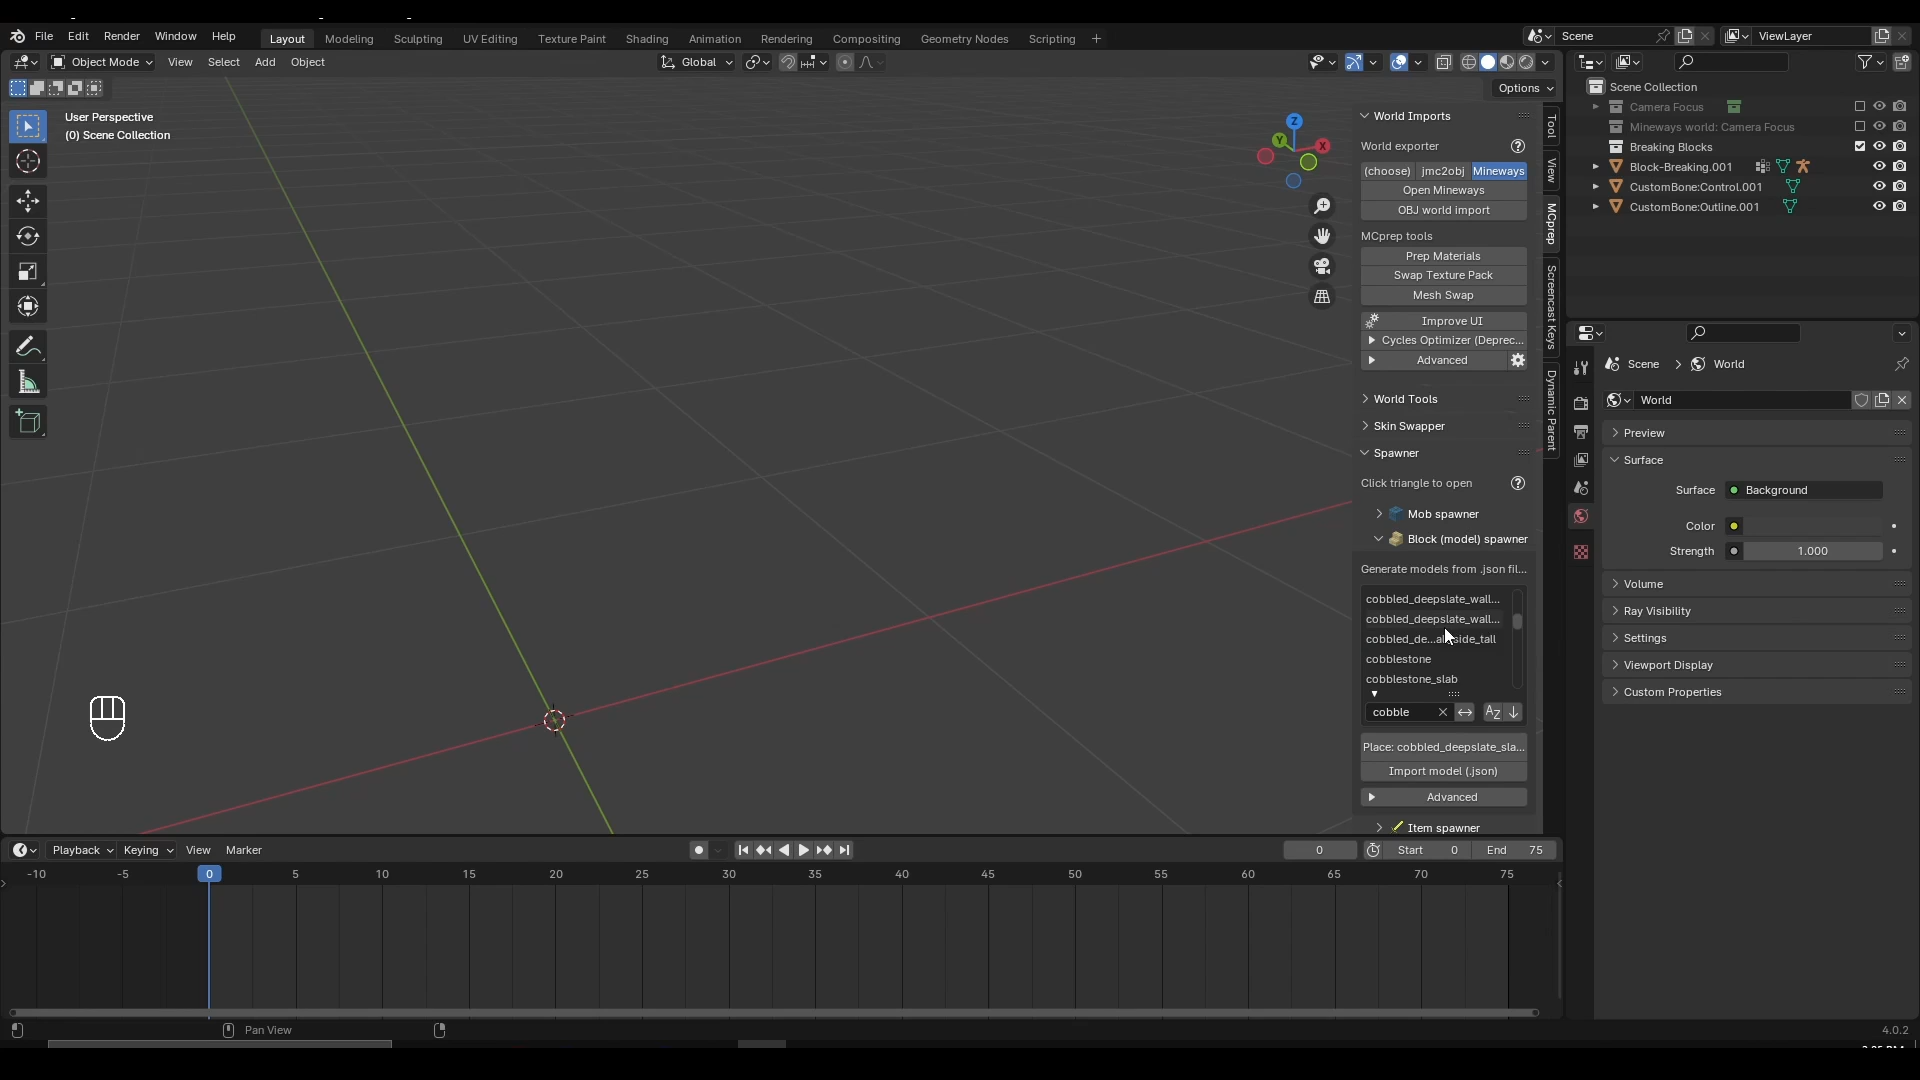 File Edit Render Window Help Layout Modeling Sculpting UV Editing Texture Paint Shading Animation Rendering Compositing Geometry Nodes Scripting + Scene ViewLayer
Object Mode View Select Add Object Global
Options
User Perspective
(0) Scene Collection
Z
Y
X
World Imports
World exporter
(choose) jmc2obj Mineways
Open Mineways
OBJ world import
MCprep tools
Prep Materials
Swap Texture Pack
Mesh Swap
Improve UI
Cycles Optimizer (Deprec...
Advanced
World Tools
Skin Swapper
Spawner
Click triangle to open
Mob spawner
Block (model) spawner
Generate models from .json fil...
cobbled_deepslate_wall...
cobbled_deepslate_wall...
cobblestone
cobblestone_slab
cobble
Place: cobbled_deepslate_sla...
Import model (.json)
Advanced
Item spawner
Tool
View
MCprep
Screencast Keys
Dynamic Parent
Scene Collection
Camera Focus
Mineways world: Camera Focus
Breaking Blocks
Block-Breaking.001
CustomBone:Control.001
CustomBone:Outline.001
Scene > World
World
Preview
Surface
Surface Background
Color
Strength 1.000
Volume
Ray Visibility
Settings
Viewport Display
Custom Properties
Playback Keying View Marker 0 Start 0 End 75
-10 -5 0 5 10 15 20 25 30 35 40 45 50 55 60 65 70 75
Pan View 4.0.2